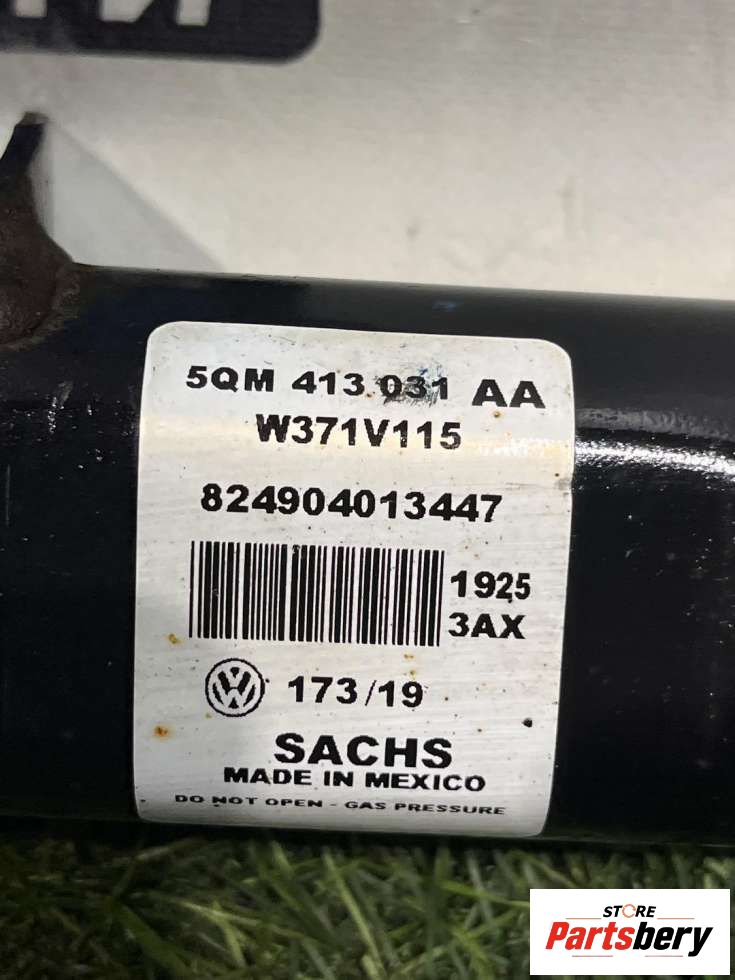 5QM 413 031 AA
W371V115
824904013447
1925
3AX
173/19
SACHS
MADE IN MEXICO
DO NOT OPEN - GAS PRESSURE
STORE
Partsbery